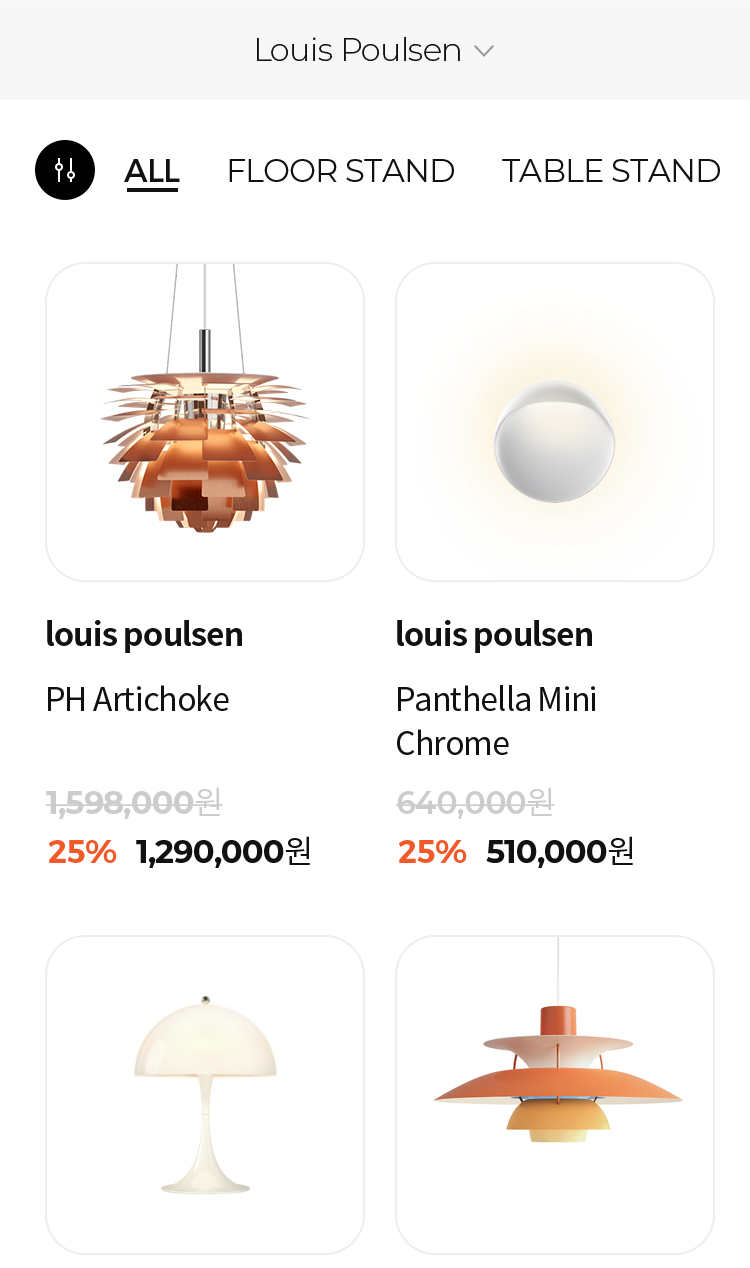 Louis Poulsen
ALL FLOOR STAND TABLE STAND
louis poulsen
PH Artichoke
1,598,000원
25% 1,290,000원
louis poulsen
Panthella Mini
Chrome
640,000원
25% 510,000원